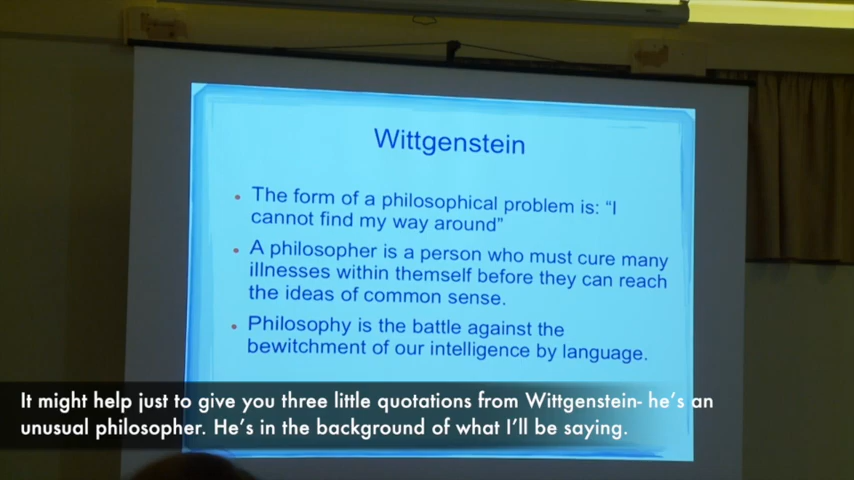 Wittgenstein
• The form of a philosophical problem is: “I
cannot find my way around”
• A philosopher is a person who must cure many
illnesses within themself before they can reach
the ideas of common sense.
• Philosophy is the battle against the
bewitchment of our intelligence by language.
It might help just to give you three little quotations from Wittgenstein- he's an
unusual philosopher. He's in the background of what I'll be saying.